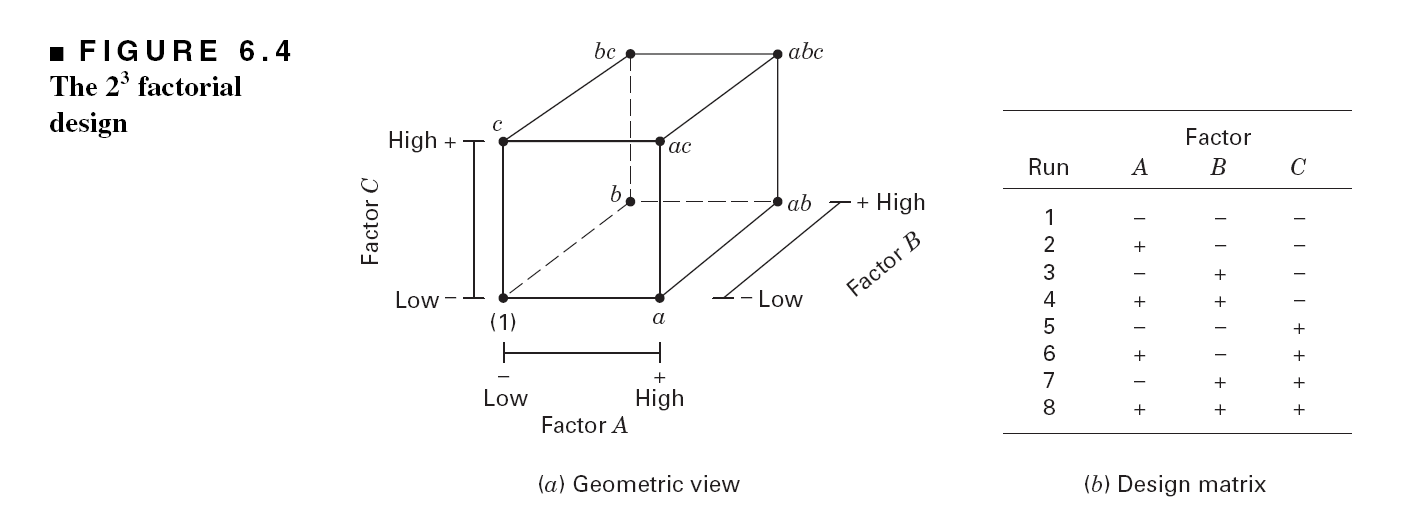 ■ FIGURE 6.4
The 2³ factorial
design
bc
abc
c
High +
ac
Factor C
b
ab
+ High
Factor B
Low −
− Low
(1)
a
− +
Low High
Factor A
(a) Geometric view
Factor
Run A B C
1 − − −
2 + − −
3 − + −
4 + + −
5 − − +
6 + − +
7 − + +
8 + + +
(b) Design matrix